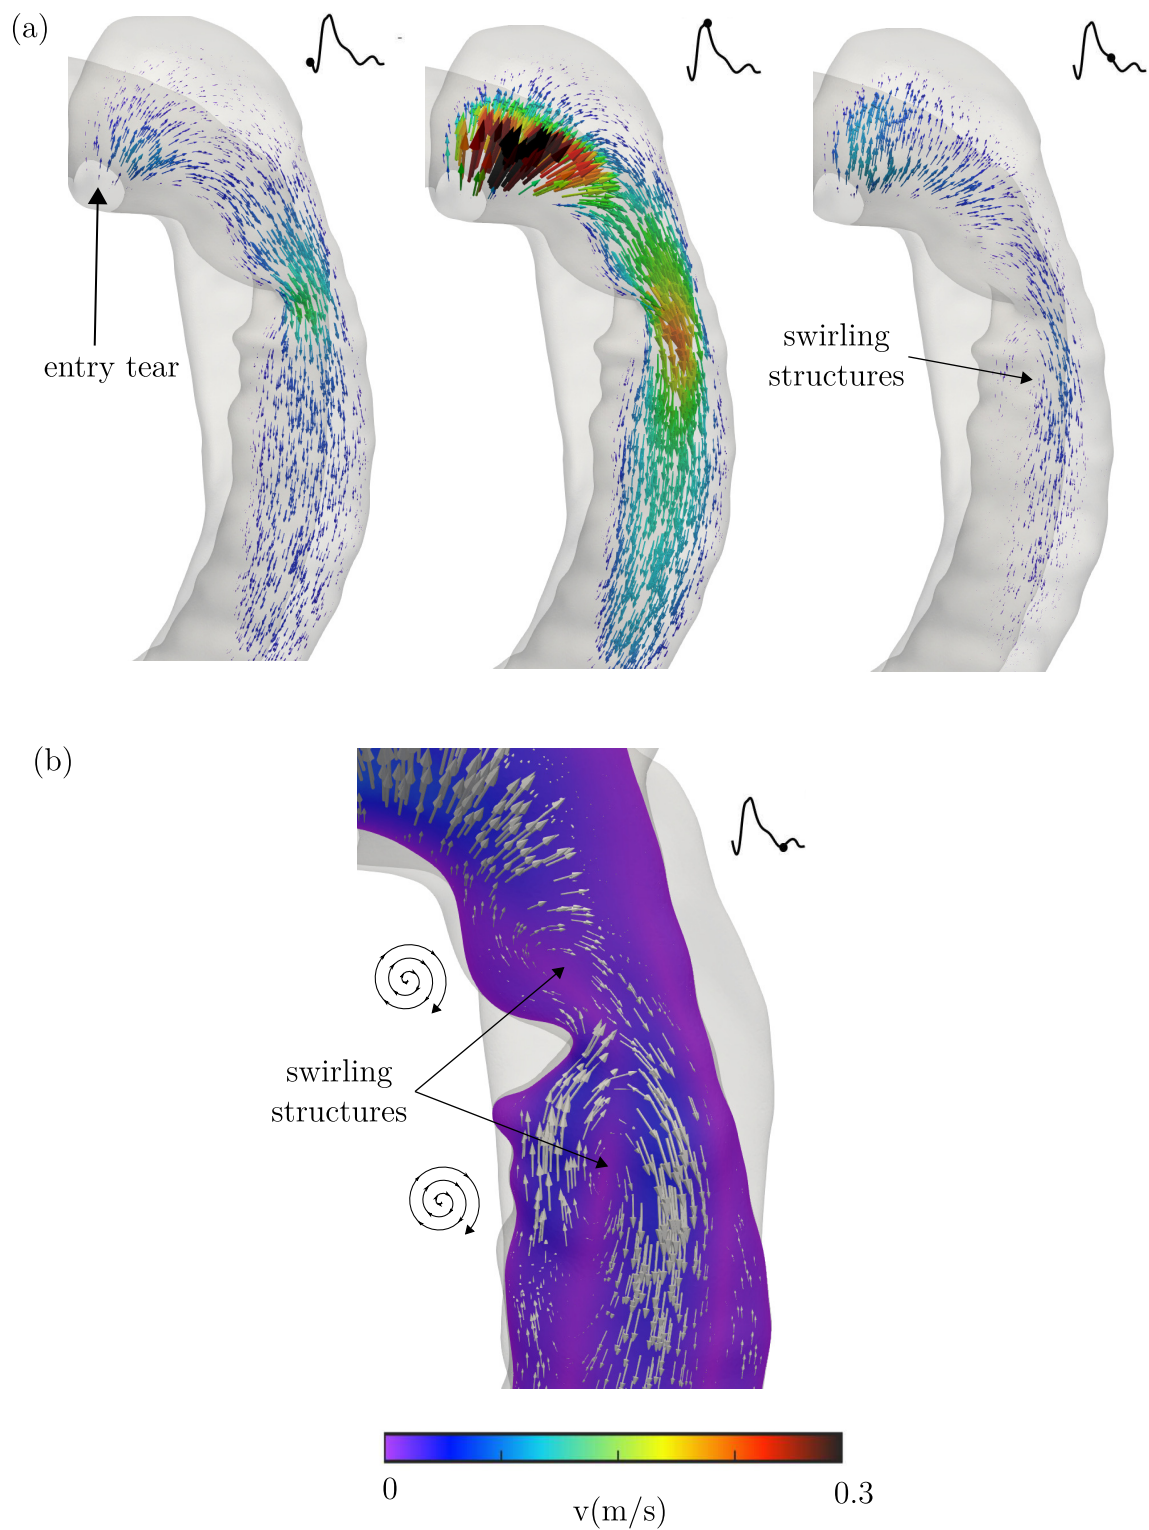 (a)
entry tear
swirling
structures
(b)
swirling
structures
0
0.3
v(m/s)